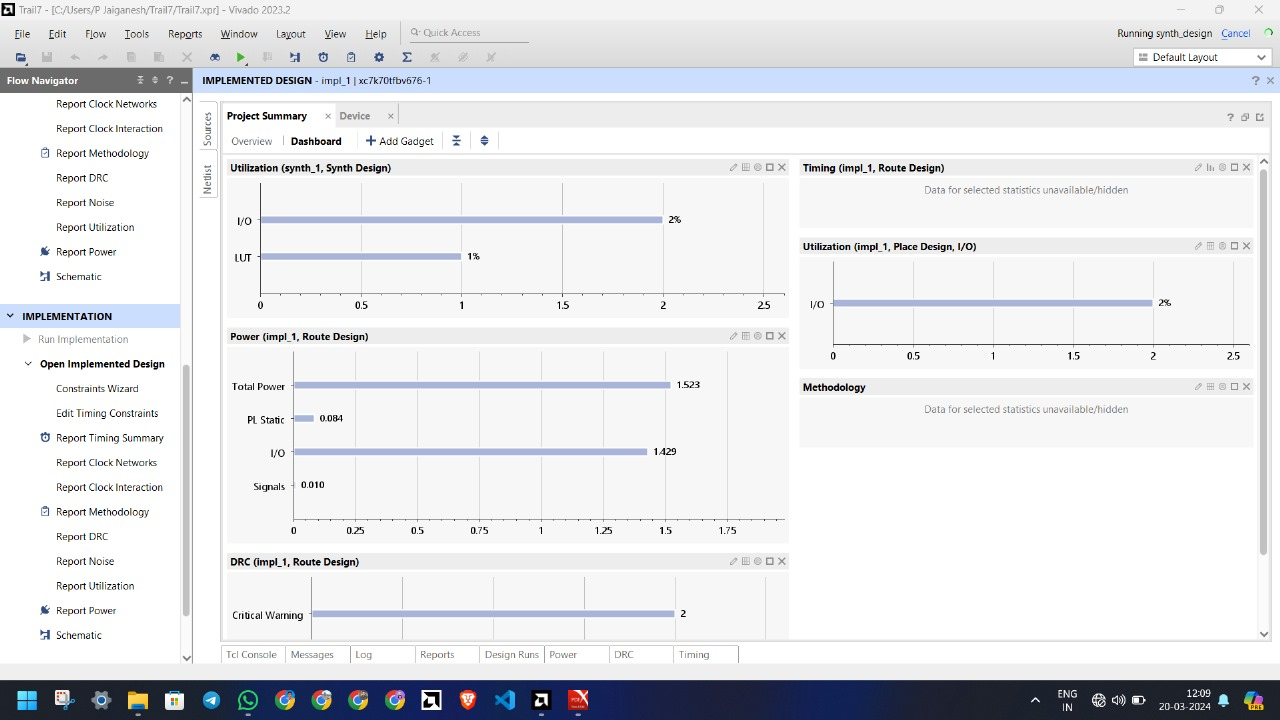 Trail7 - [C:/Users/P Jaiganesh/Trail7/Trail7.xpr] - Vivado 2023.2
File Edit Flow Tools Reports Window Layout View Help
Quick Access
Running synth_design Cancel
Default Layout
Flow Navigator
IMPLEMENTED DESIGN - impl_1 | xc7k70tfbv676-1
Report Clock Networks
Report Clock Interaction
Report Methodology
Report DRC
Report Noise
Report Utilization
Report Power
Schematic
IMPLEMENTATION
Run Implementation
Open Implemented Design
Constraints Wizard
Edit Timing Constraints
Report Timing Summary
Report Clock Networks
Report Clock Interaction
Report Methodology
Report DRC
Report Noise
Report Utilization
Report Power
Schematic
Sources
Netlist
Project Summary
Device
Overview
Dashboard
Add Gadget
Utilization (synth_1, Synth Design)
I/O 2%
LUT 1%
0 0.5 1 1.5 2 2.5
Power (impl_1, Route Design)
Total Power 1.523
PL Static 0.084
I/O 1.429
Signals 0.010
0 0.25 0.5 0.75 1 1.25 1.5 1.75
DRC (impl_1, Route Design)
Critical Warning 2
Timing (impl_1, Route Design)
Data for selected statistics unavailable/hidden
Utilization (impl_1, Place Design, I/O)
I/O 2%
0 0.5 1 1.5 2 2.5
Methodology
Data for selected statistics unavailable/hidden
Tcl Console Messages Log Reports Design Runs Power DRC Timing
ENG
IN
12:09
20-03-2024
PRE